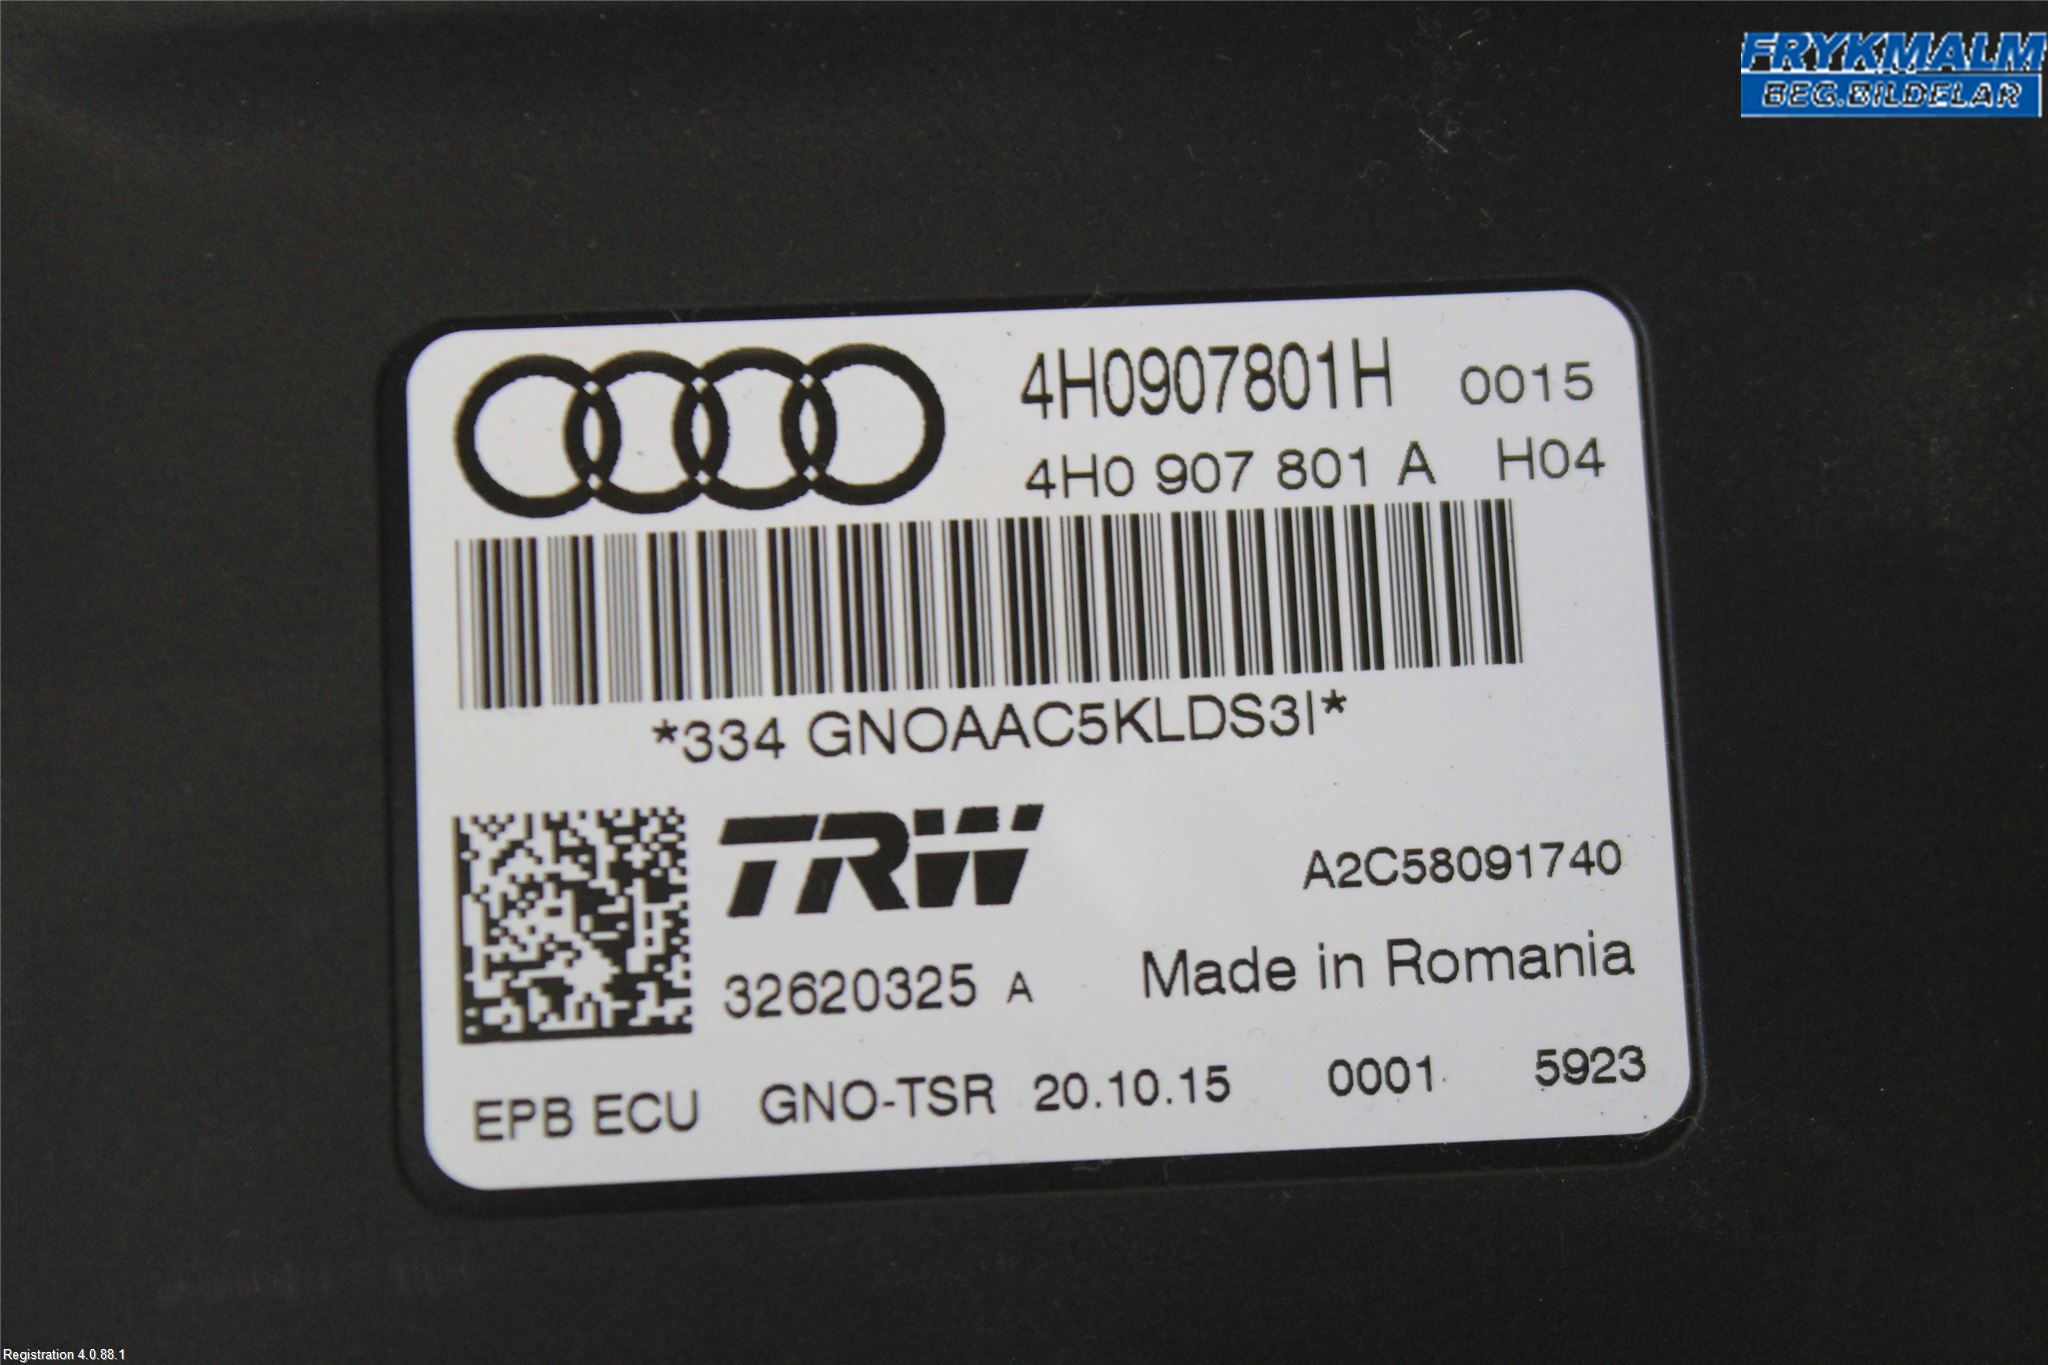 FRYKMALM
BEG.BILDELAR
4H0907801H 0015
4H0 907 801 A H04
*334 GNOAAC5KLDS3I*
TRW
A2C58091740
32620325 A
Made in Romania
EPB ECU GNO-TSR 20.10.15 0001 5923
Registration 4.0.88.1